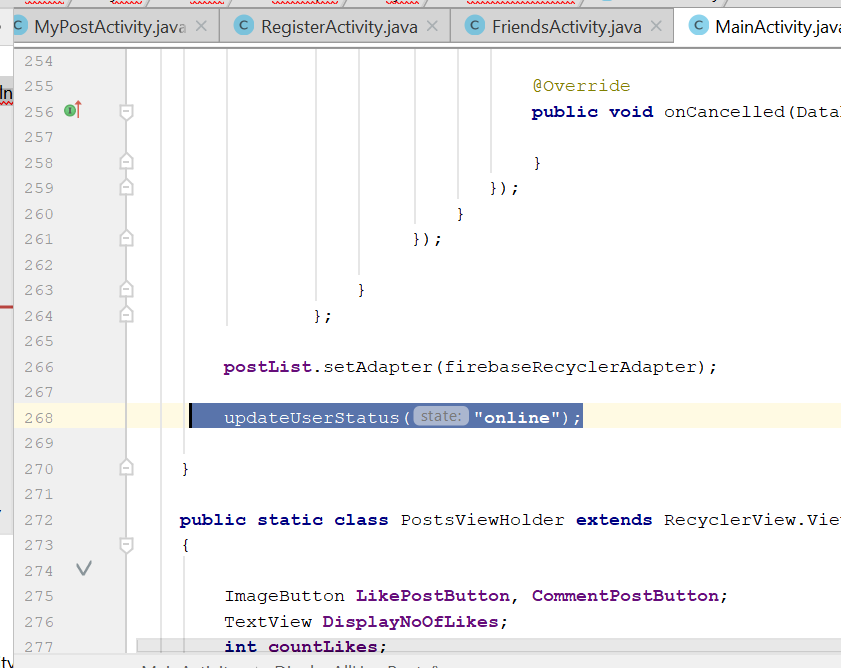 MyPostActivity.java
RegisterActivity.java
FriendsActivity.java
MainActivity.java
254
255 @Override
256 public void onCancelled(Data
257
258 }
259 });
260 }
261 });
262
263 }
264 };
265
266 postList.setAdapter(firebaseRecyclerAdapter);
267
268 updateUserStatus( state: "online");
269
270 }
271
272 public static class PostsViewHolder extends RecyclerView.Vie
273 {
274
275 ImageButton LikePostButton, CommentPostButton;
276 TextView DisplayNoOfLikes;
277 int countLikes;